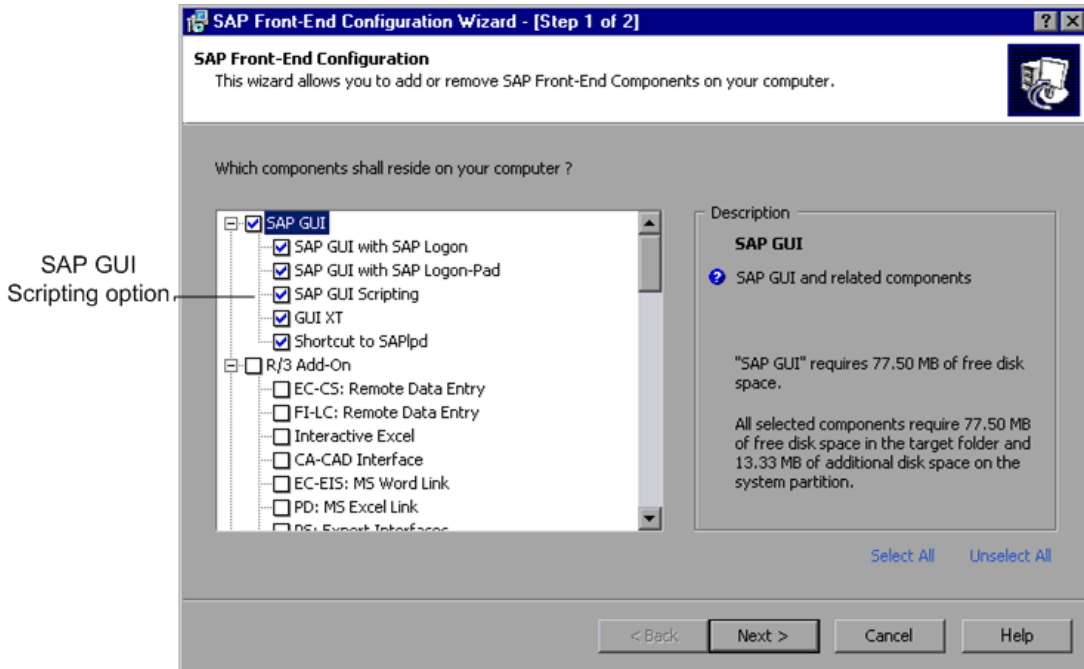 SAP Front-End Configuration Wizard - [Step 1 of 2]
SAP Front-End Configuration
This wizard allows you to add or remove SAP Front-End Components on your computer.
Which components shall reside on your computer ?
SAP GUI
SAP GUI with SAP Logon
SAP GUI with SAP Logon-Pad
SAP GUI Scripting
GUI XT
Shortcut to SAPlpd
R/3 Add-On
EC-CS: Remote Data Entry
FI-LC: Remote Data Entry
Interactive Excel
CA-CAD Interface
EC-EIS: MS Word Link
PD: MS Excel Link
PS: Export Interfaces
SAP GUI
Scripting option
Description
SAP GUI
SAP GUI and related components
"SAP GUI" requires 77.50 MB of free disk
space.
All selected components require 77.50 MB
of free disk space in the target folder and
13.33 MB of additional disk space on the
system partition.
Select All
Unselect All
< Back
Next >
Cancel
Help